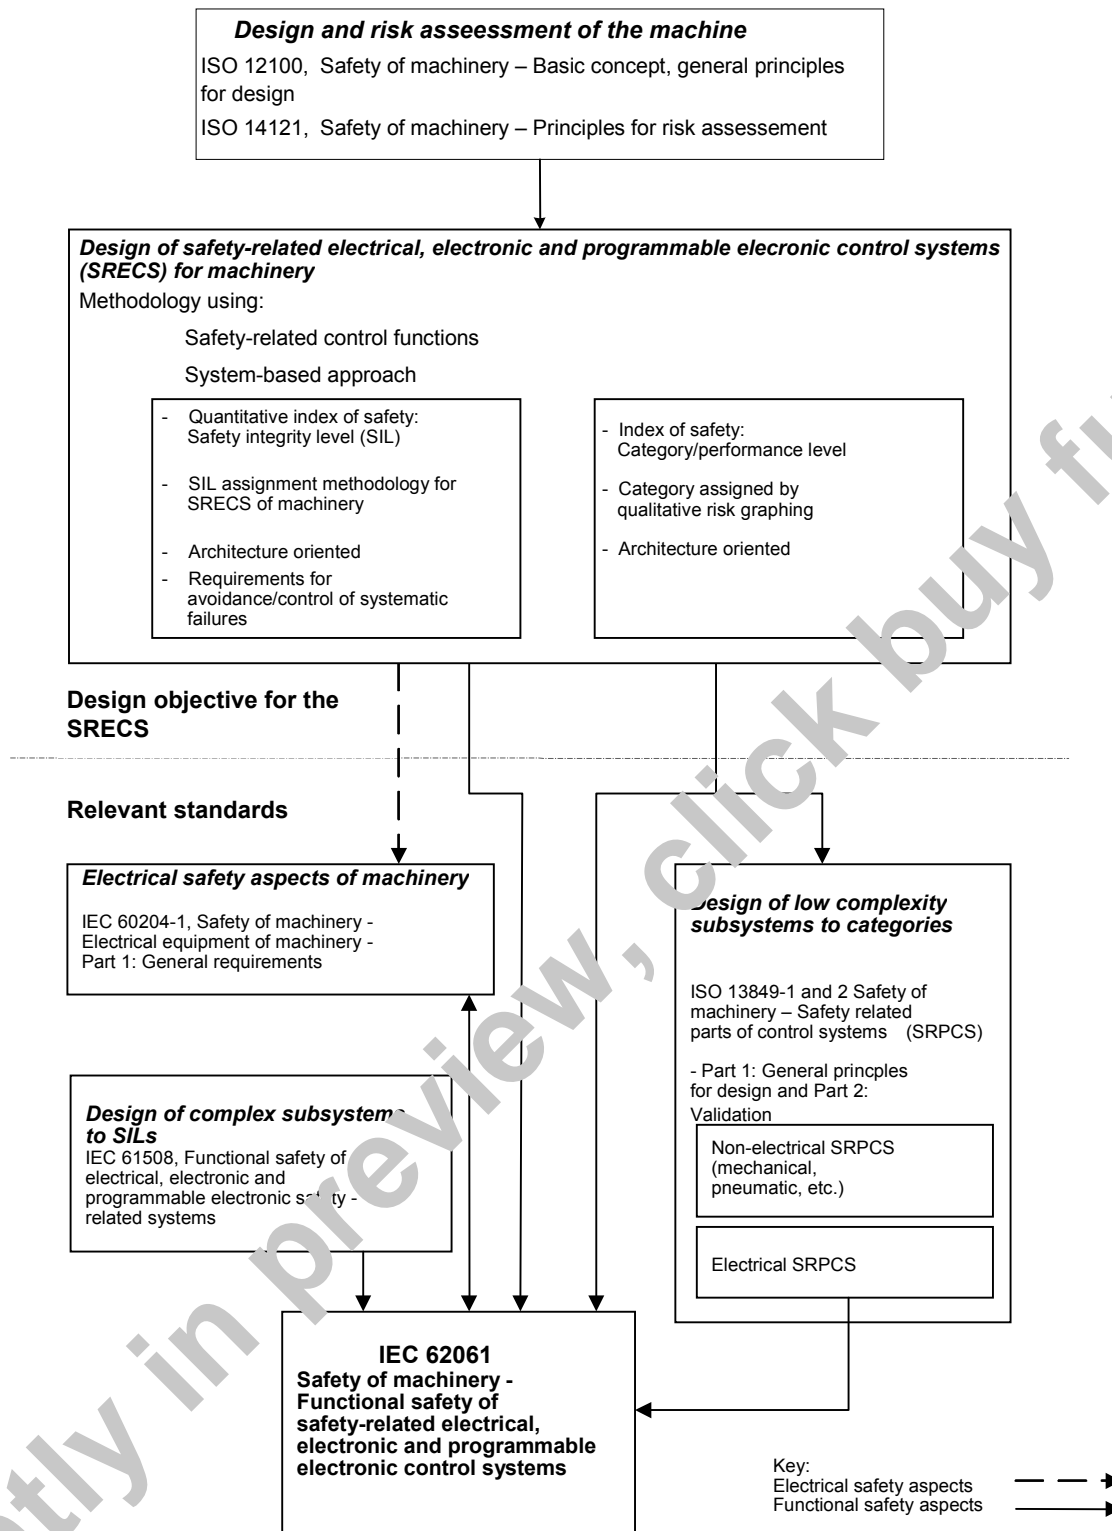 Design and risk asseessment of the machine
ISO 12100, Safety of machinery – Basic concept, general principles
for design
ISO 14121, Safety of machinery – Principles for risk assessement
Design of safety-related electrical, electronic and programmable elecronic control systems
(SRECS) for machinery
Methodology using:
Safety-related control functions
System-based approach
- Quantitative index of safety:
Safety integrity level (SIL)
- SIL assignment methodology for
SRECS of machinery
- Architecture oriented
- Requirements for
avoidance/control of systematic
failures
- Index of safety:
Category/performance level
- Category assigned by
qualitative risk graphing
- Architecture oriented
Design objective for the
SRECS
Relevant standards
Electrical safety aspects of machinery
IEC 60204-1, Safety of machinery -
Electrical equipment of machinery -
Part 1: General requirements
Design of low complexity
subsystems to categories
ISO 13849-1 and 2 Safety of
machinery – Safety related
parts of control systems (SRPCS)
- Part 1: General princples
for design and Part 2:
Validation
Non-electrical SRPCS
(mechanical,
pneumatic, etc.)
Electrical SRPCS
Design of complex subsystems
to SILs
IEC 61508, Functional safety of
electrical, electronic and
programmable electronic safety -
related systems
IEC 62061
Safety of machinery -
Functional safety of
safety-related electrical,
electronic and programmable
electronic control systems
Key:
Electrical safety aspects
Functional safety aspects
in preview, click buy